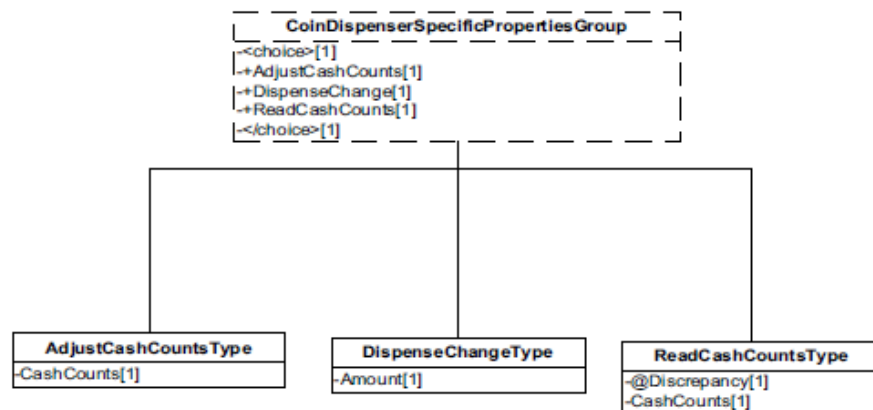 CoinDispenserSpecificPropertiesGroup
-<choice>[1]
-+AdjustCashCounts[1]
-+DispenseChange[1]
-+ReadCashCounts[1]
-</choice>[1]
AdjustCashCountsType
-CashCounts[1]
DispenseChangeType
-Amount[1]
ReadCashCountsType
-@Discrepancy[1]
-CashCounts[1]